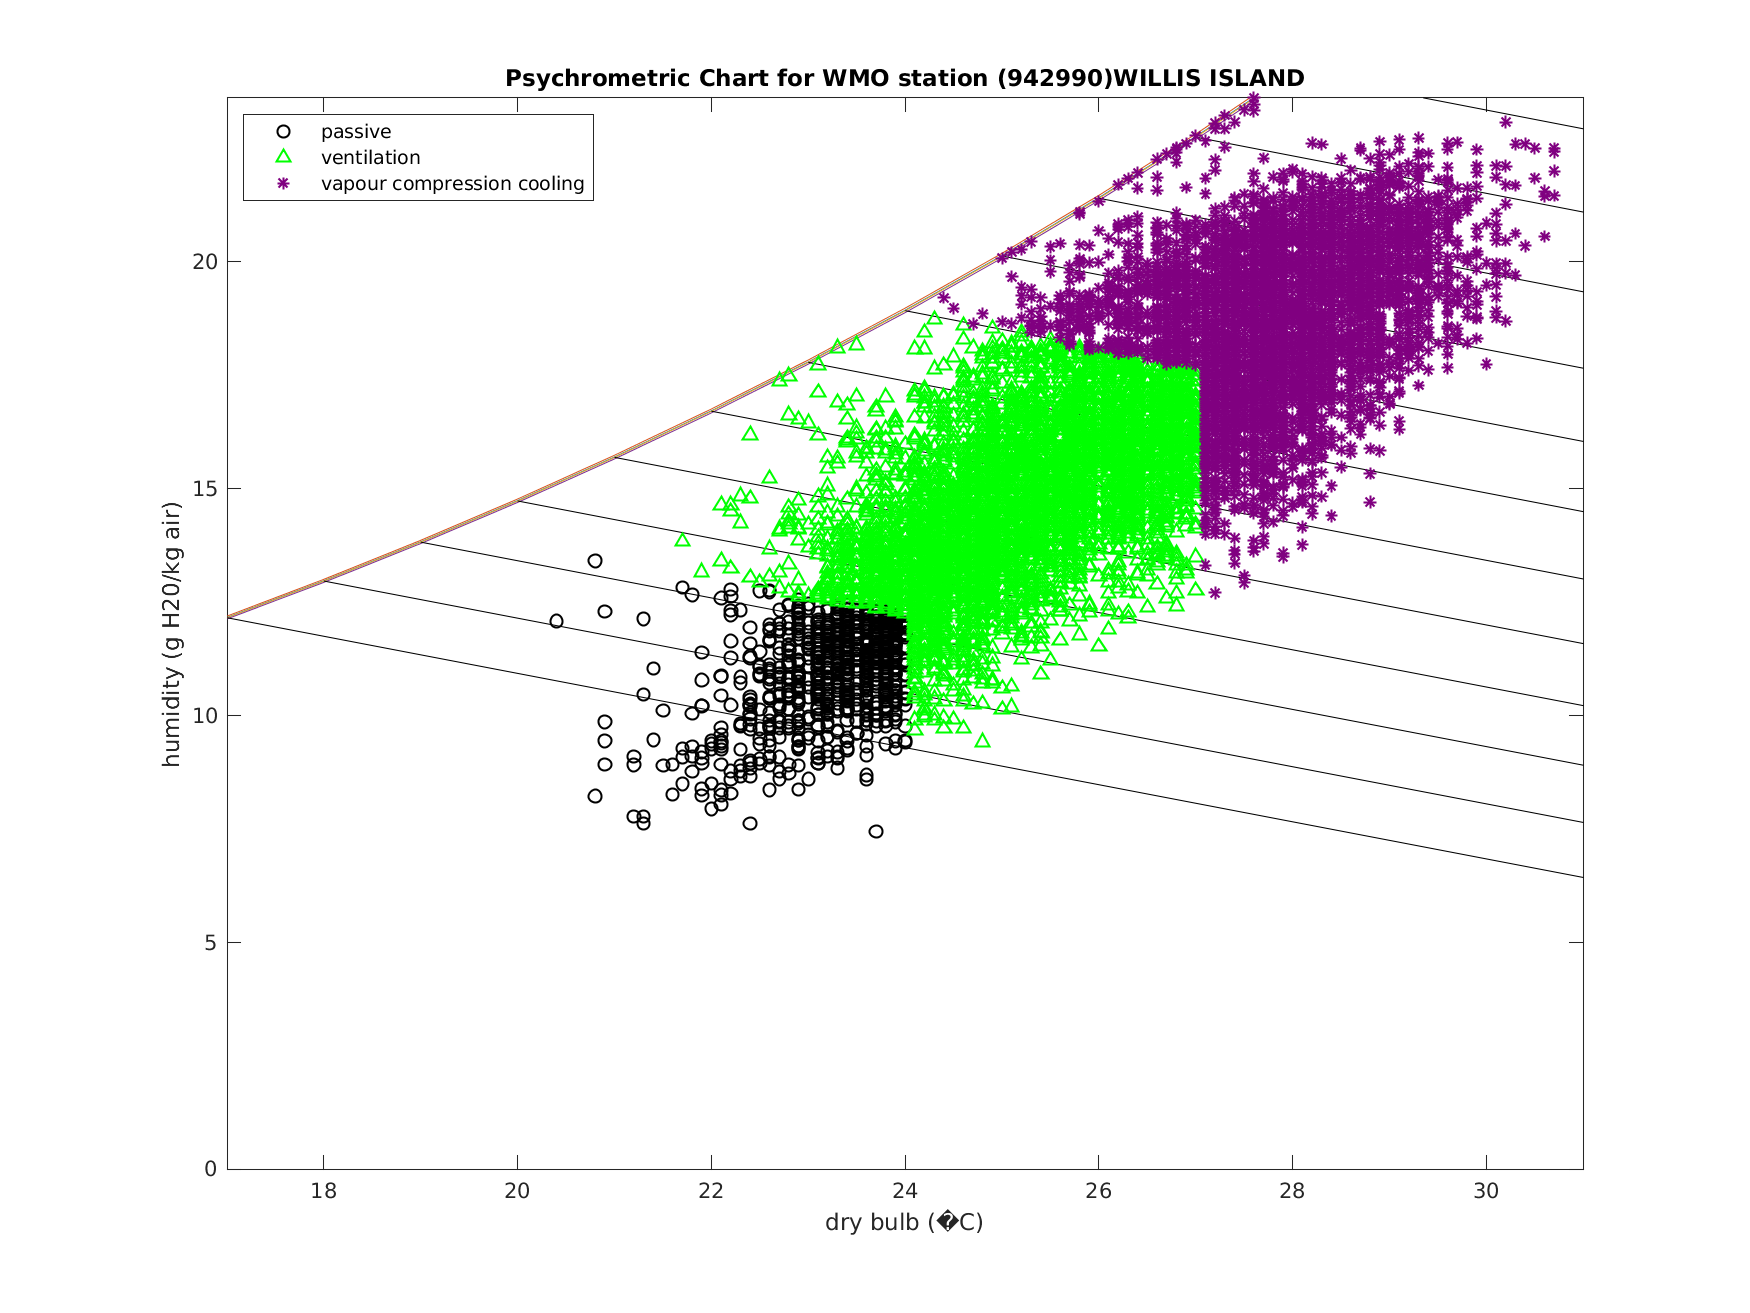 Psychrometric Chart for WMO station (942990)WILLIS ISLAND
passive
ventilation
vapour compression cooling
humidity (g H20/kg air)
20
15
10
5
0
18 20 22 24 26 28 30
dry bulb (�C)